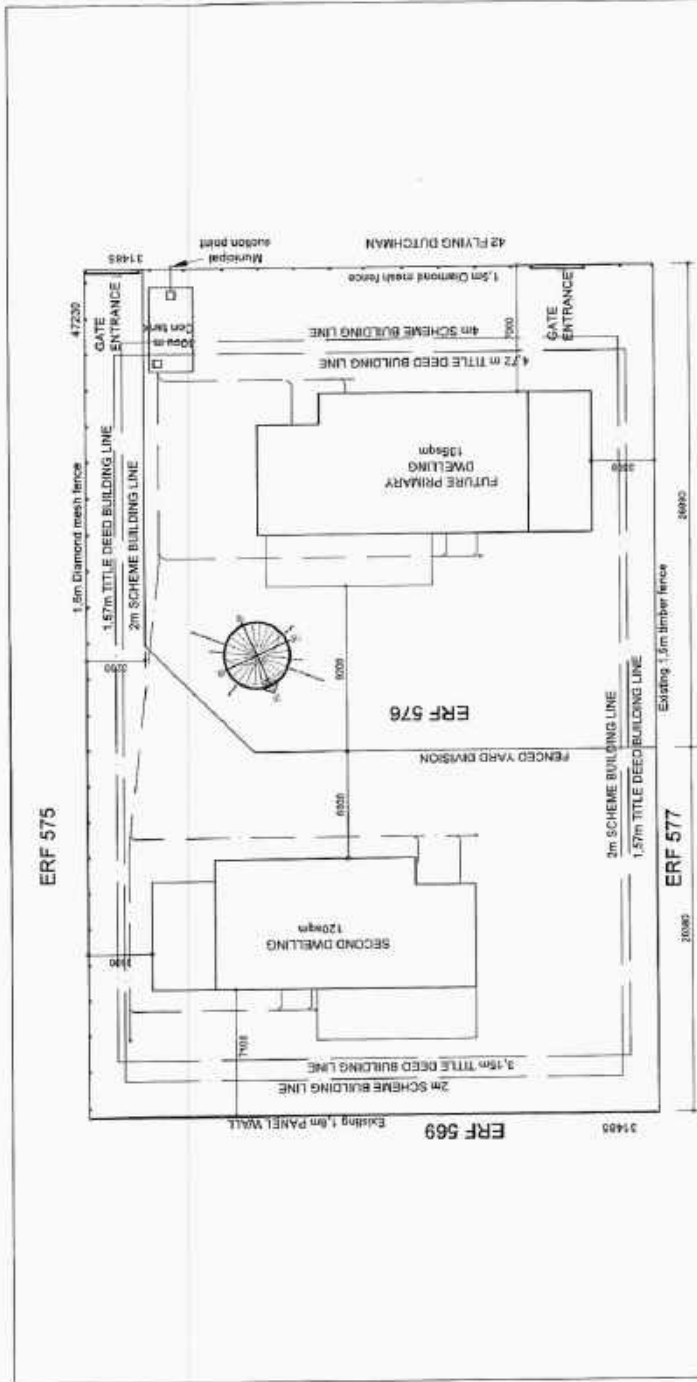 ERF 575
47230
31485
GATE
ENTRANCE
1,8m Diamond mesh fence
1,57m TITLE DEED BUILDING LINE
2m SCHEME BUILDING LINE
Municipal
suction point
42 FLYING DUTCHMAN
1,5m Diamond mesh fence
4m SCHEME BUILDING LINE
4,72 m TITLE DEED BUILDING LINE
7000
GATE
ENTRANCE
FUTURE PRIMARY
DWELLING
135sqm
ERF 576
FENCED YARD DIVISION
SECOND DWELLING
120sqm
7100
3,15m TITLE DEED BUILDING LINE
2m SCHEME BUILDING LINE
Existing 1,8m PANEL WALL
ERF 569
31485
2m SCHEME BUILDING LINE
1,57m TITLE DEED BUILDING LINE
Existing 1,5m timber fence
ERF 577